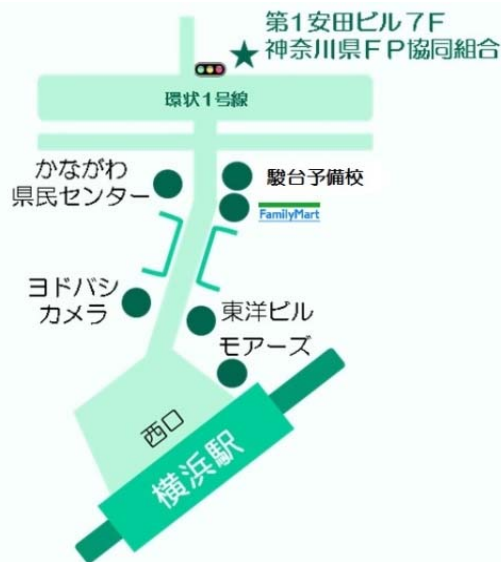 第1安田ビル7F
神奈川県FP協同組合
環状1号線
かながわ
県民センター
駿台予備校
FamilyMart
ヨドバシ
カメラ
東洋ビル
モアーズ
西口
横浜駅